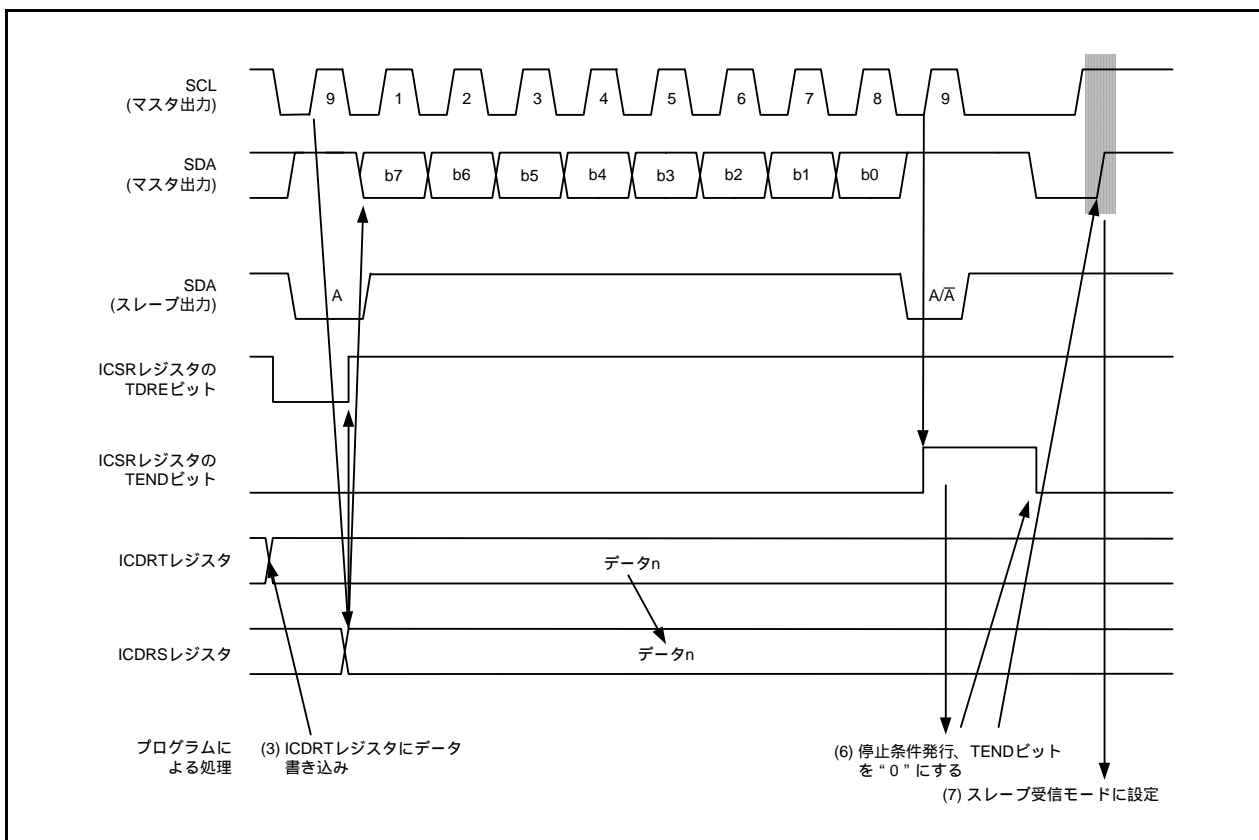 SCL
(マスタ出力)
9 1 2 3 4 5 6 7 8 9
SDA
(マスタ出力)
b7 b6 b5 b4 b3 b2 b1 b0
SDA
(スレーブ出力)
A A/A̅
ICSRレジスタの
TDREビット
ICSRレジスタの
TENDビット
ICDRTレジスタ
データn
ICDRSレジスタ
データn
プログラムに
よる処理
(3) ICDRTレジスタにデータ
書き込み
(6) 停止条件発行、TENDビット
を“0”にする
(7) スレーブ受信モードに設定